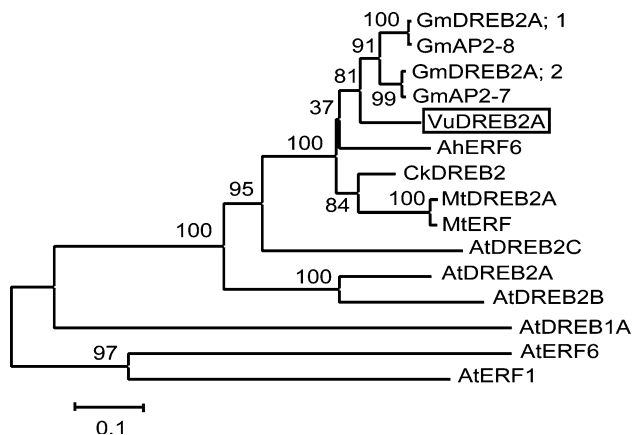 100
GmDREB2A; 1
GmAP2-8
91
GmDREB2A; 2
81
99
GmAP2-7
37
VuDREB2A
100
AhERF6
CkDREB2
84
100
MtDREB2A
MtERF
95
100
AtDREB2C
100
AtDREB2A
AtDREB2B
AtDREB1A
97
AtERF6
AtERF1
0.1